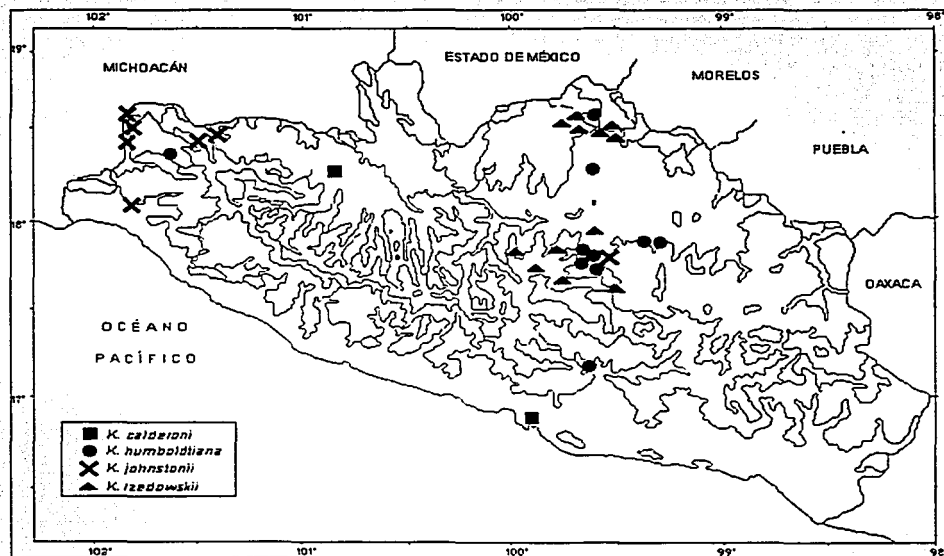 102° 101° 100° 99° 98°
19°
MICHOACÁN
ESTADO DE MÉXICO
MORELOS
PUEBLA
18°
OAXACA
OCÉANO
PACÍFICO
17°
K. calderoni
K. humboldtiana
K. johnstonii
K. rzedowskii
102° 101° 100° 99° 98°